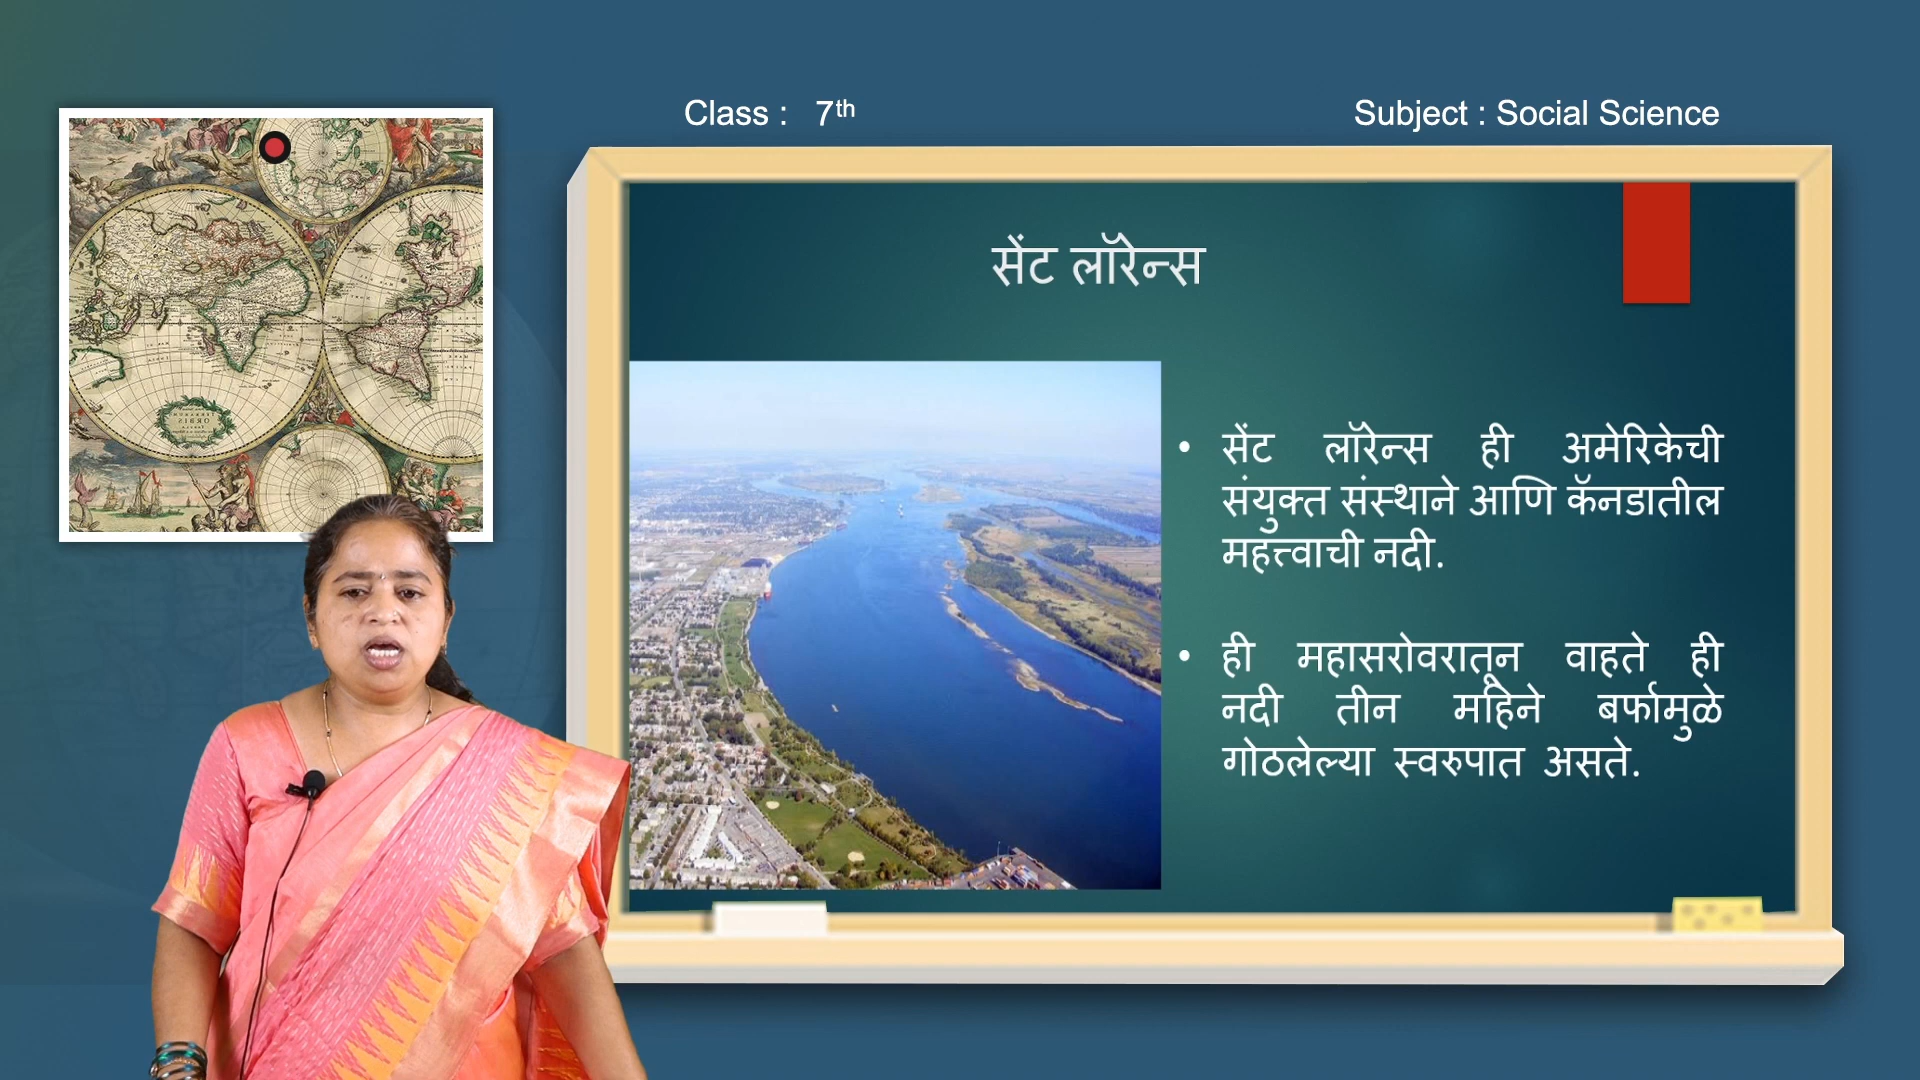 Class : 7th
Subject : Social Science
सेंट लॉरेन्स
• सेंट लॉरेन्स ही अमेरिकेची
संयुक्त संस्थाने आणि कॅनडातील
महत्त्वाची नदी.
• ही महासरोवरातून वाहते ही
नदी तीन महिने बर्फामुळे
गोठलेल्या स्वरुपात असते.